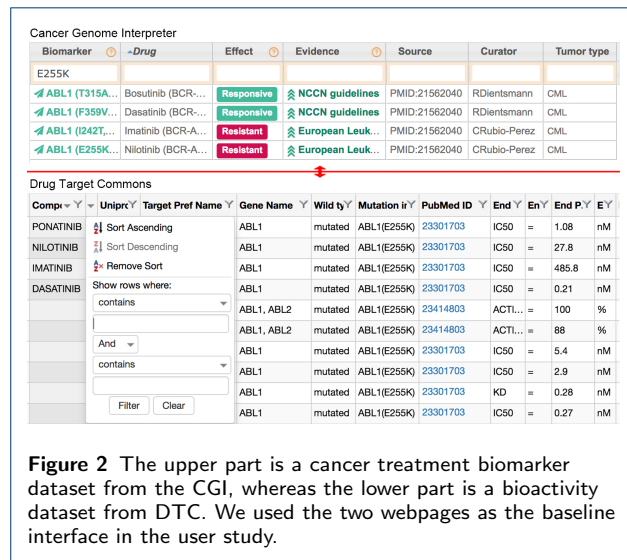 Cancer Genome Interpreter
Biomarker Drug Effect Evidence Source Curator Tumor type
E255K
ABL1 (T315A... Bosutinib (BCR-... Responsive NCCN guidelines PMID:21562040 RDientsmann CML
ABL1 (F359V... Dasatinib (BCR-... Responsive NCCN guidelines PMID:21562040 RDientsmann CML
ABL1 (I242T,... Imatinib (BCR-A... Resistant European Leuk... PMID:21562040 CRubio-Perez CML
ABL1 (E255K... Nilotinib (BCR-A... Resistant European Leuk... PMID:21562040 CRubio-Perez CML
Drug Target Commons
Target Pref Name Gene Name Wild ty PubMed ID End End P.
PONATINIB Sort Ascending ABL1 mutated ABL1(E255K) 23301703 IC50 = 1.08 nM
NILOTINIB Sort Descending ABL1 mutated ABL1(E255K) 23301703 IC50 = 27.8 nM
IMATINIB Remove Sort ABL1 mutated ABL1(E255K) 23301703 IC50 = 485.8 nM
DASATINIB Show rows where: ABL1 mutated ABL1(E255K) 23301703 IC50 = 0.21 nM
contains ABL1, ABL2 mutated ABL1(E255K) 23414803 ACTI... = 100 %
ABL1, ABL2 mutated ABL1(E255K) 23414803 ACTI... = 88 %
And ABL1 mutated ABL1(E255K) 23301703 IC50 = 5.4 nM
contains ABL1 mutated ABL1(E255K) 23301703 IC50 = 2.9 nM
ABL1 mutated ABL1(E255K) 23301703 KD = 0.28 nM
Filter Clear ABL1 mutated ABL1(E255K) 23301703 IC50 = 0.27 nM
Figure 2 The upper part is a cancer treatment biomarker
dataset from the CGI, whereas the lower part is a bioactivity
dataset from DTC. We used the two webpages as the baseline
interface in the user study.